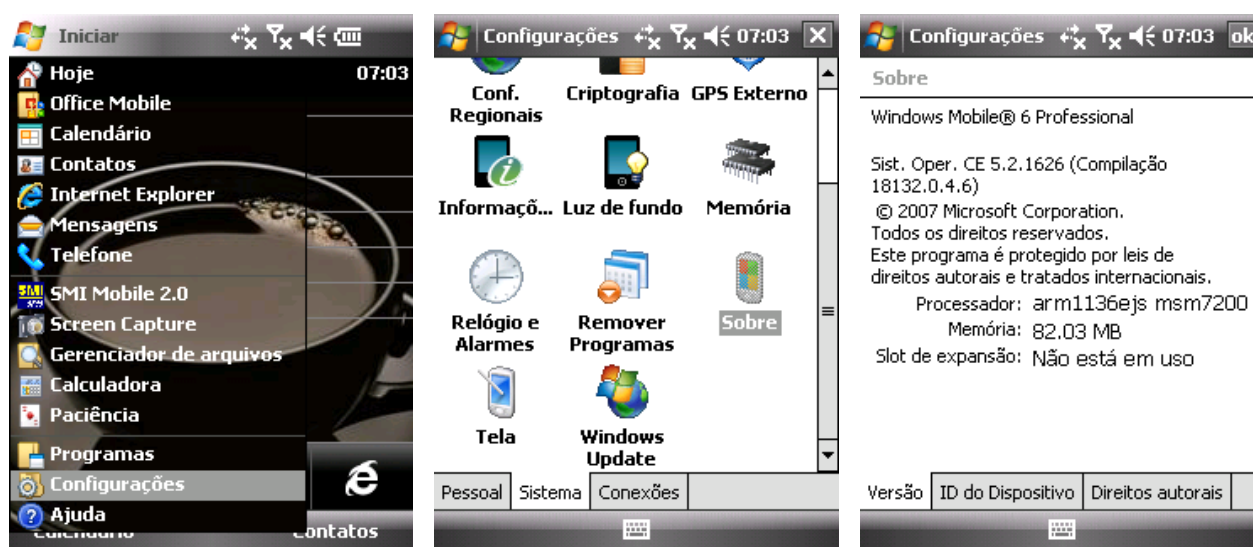 Iniciar
Hoje 07:03
Office Mobile
Calendário
Contatos
Internet Explorer
Mensagens
Telefone
SMI Mobile 2.0
Screen Capture
Gerenciador de arquivos
Calculadora
Paciência
Programas
Configurações
Ajuda
Calendário Contatos
Configurações 07:03
Conf. Regionais
Criptografia
GPS Externo
Informaçõ...
Luz de fundo
Memória
Relógio e Alarmes
Remover Programas
Sobre
Tela
Windows Update
Pessoal Sistema Conexões
Configurações 07:03 ok
Sobre
Windows Mobile® 6 Professional
Sist. Oper. CE 5.2.1626 (Compilação
18132.0.4.6)
© 2007 Microsoft Corporation.
Todos os direitos reservados.
Este programa é protegido por leis de
direitos autorais e tratados internacionais.
Processador: arm1136ejs msm7200
Memória: 82.03 MB
Slot de expansão: Não está em uso
Versão ID do Dispositivo Direitos autorais